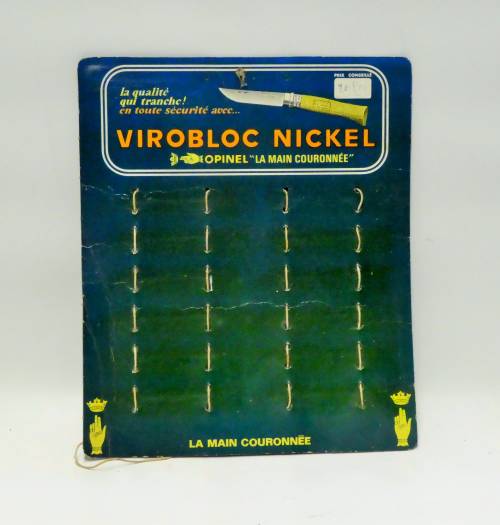 PRIX CONSEILLÉ
la qualité
qui tranche!
en toute sécurité avec...
VIROBLOC NICKEL
OPINEL "LA MAIN COURONNÉE"
LA MAIN COURONNÉE